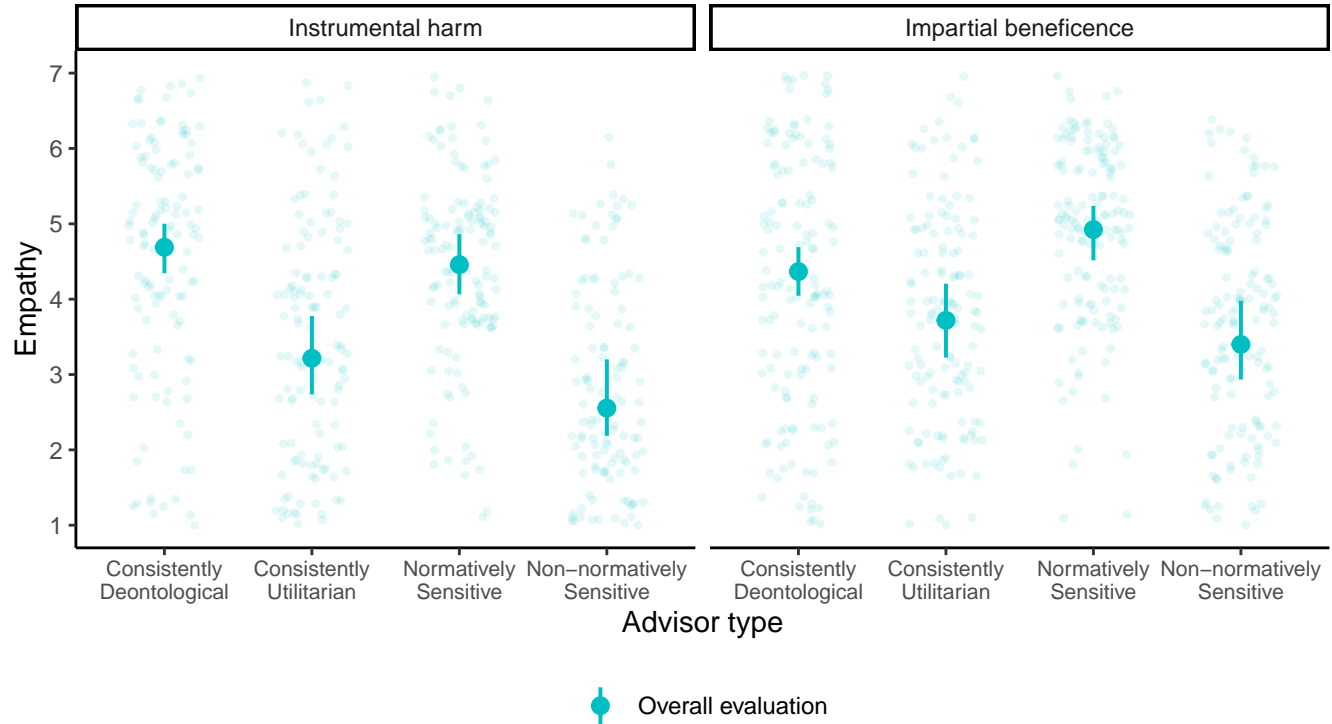 Instrumental harm
Impartial beneficence
Empathy
7
6
5
4
3
2
1
Consistently
Deontological
Consistently
Utilitarian
Normatively
Sensitive
Non−normatively
Sensitive
Consistently
Deontological
Consistently
Utilitarian
Normatively
Sensitive
Non−normatively
Sensitive
Advisor type
Overall evaluation